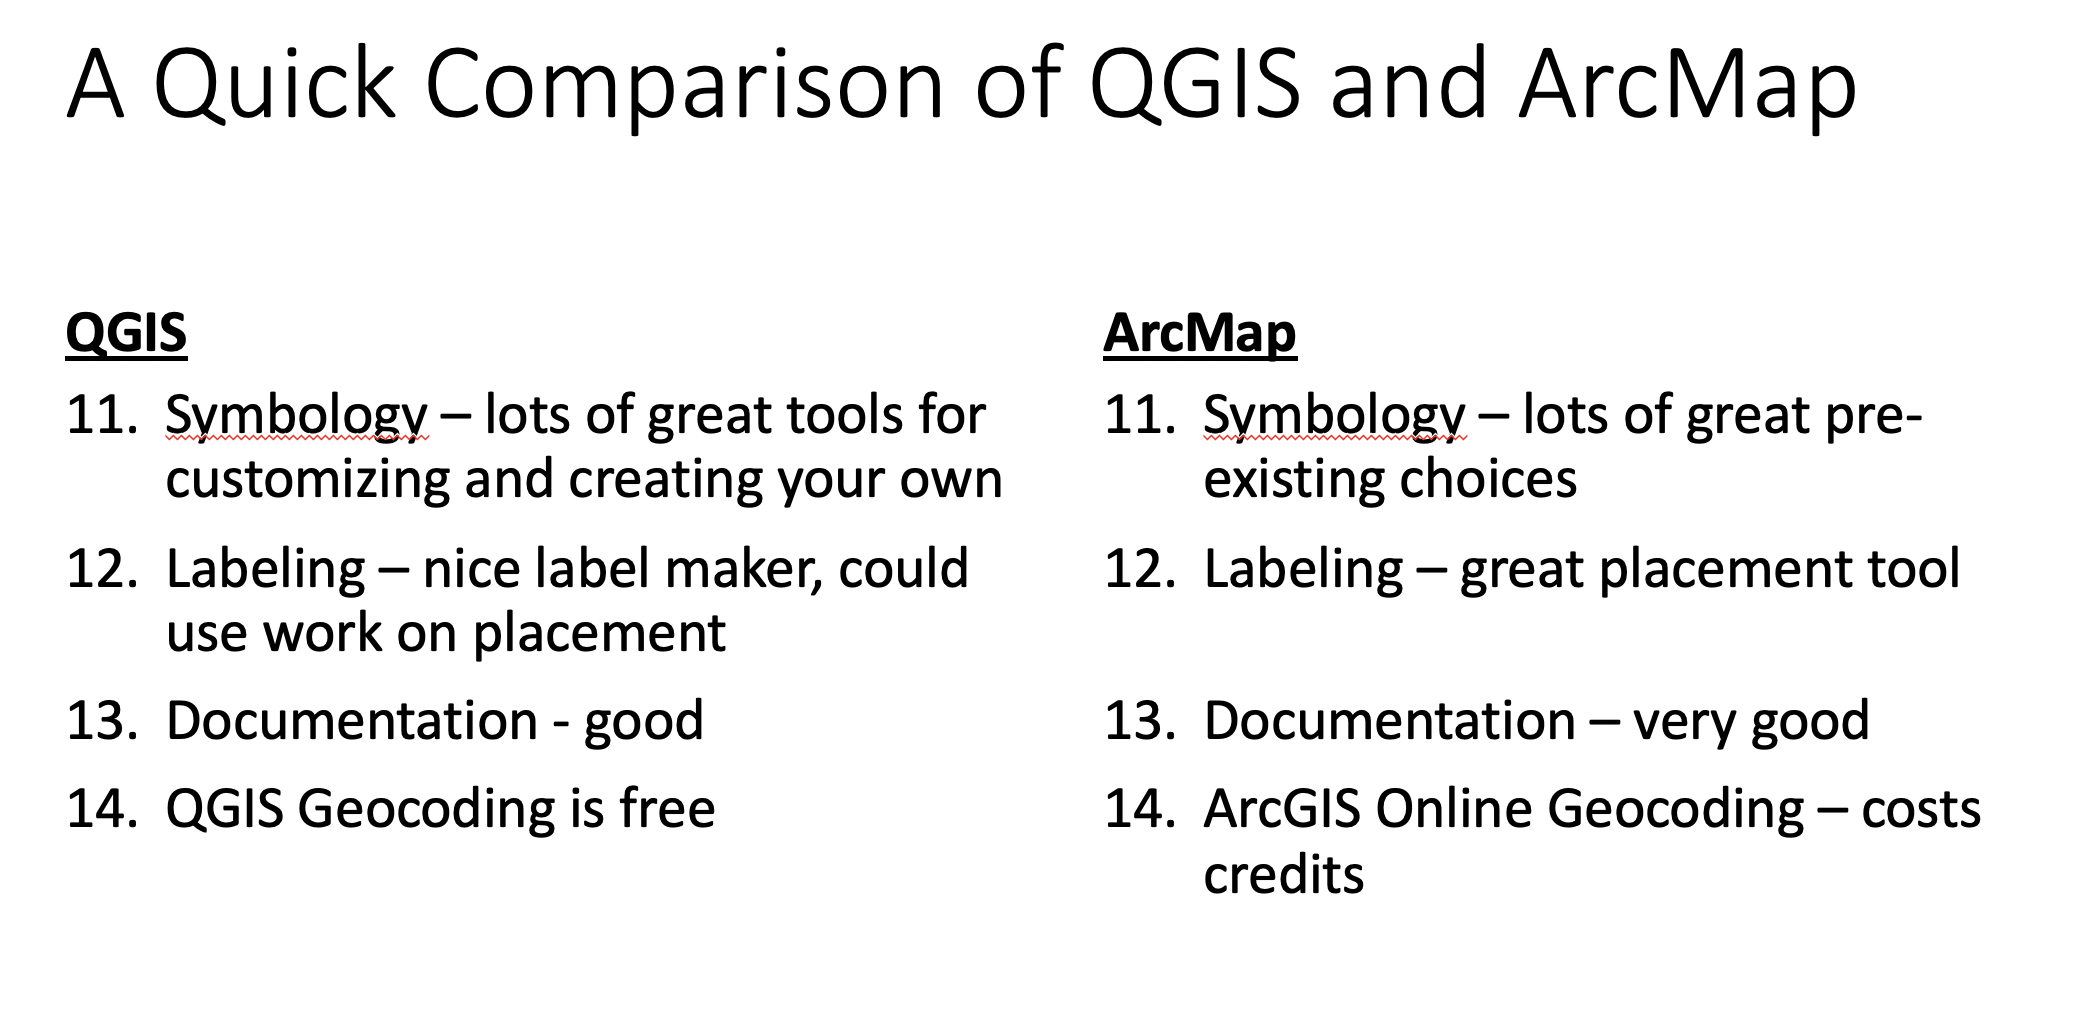 A Quick Comparison of QGIS and ArcMap
QGIS
11. Symbology – lots of great tools for
customizing and creating your own
12. Labeling – nice label maker, could
use work on placement
13. Documentation - good
14. QGIS Geocoding is free
ArcMap
11. Symbology – lots of great pre-
existing choices
12. Labeling – great placement tool
13. Documentation – very good
14. ArcGIS Online Geocoding – costs
credits